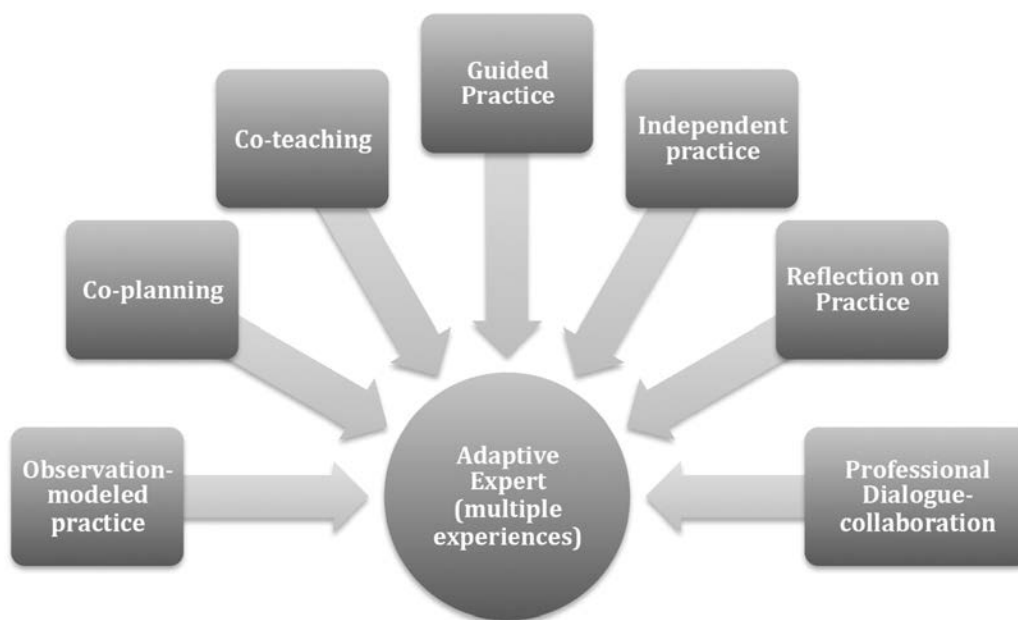 Guided
Practice
Co-teaching
Independent
practice
Co-planning
Reflection on
Practice
Observation-
modeled
practice
Adaptive
Expert
(multiple
experiences)
Professional
Dialogue-
collaboration